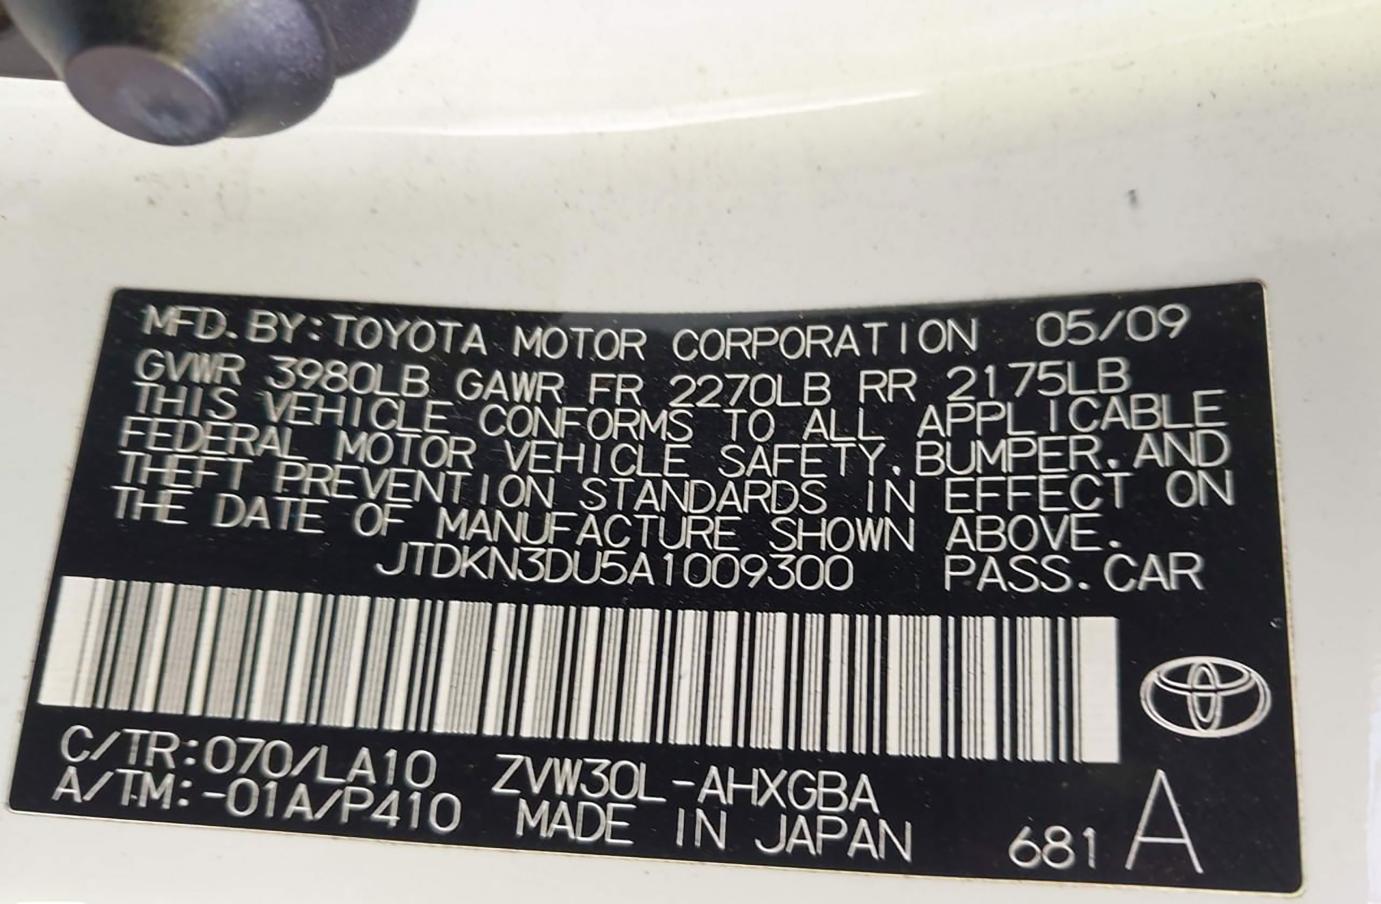 MFD. BY: TOYOTA MOTOR CORPORATION 05/09
GVWR 3980LB GAWR FR 2270LB RR 2175LB
THIS VEHICLE CONFORMS TO ALL APPLICABLE
FEDERAL MOTOR VEHICLE SAFETY, BUMPER, AND
THEFT PREVENTION STANDARDS IN EFFECT ON
THE DATE OF MANUFACTURE SHOWN ABOVE.
JTDKN3DU5A1009300 PASS. CAR
C/TR: 070/LA10 ZVW30L-AHXGBA
A/TM: -01A/P410 MADE IN JAPAN 681 A